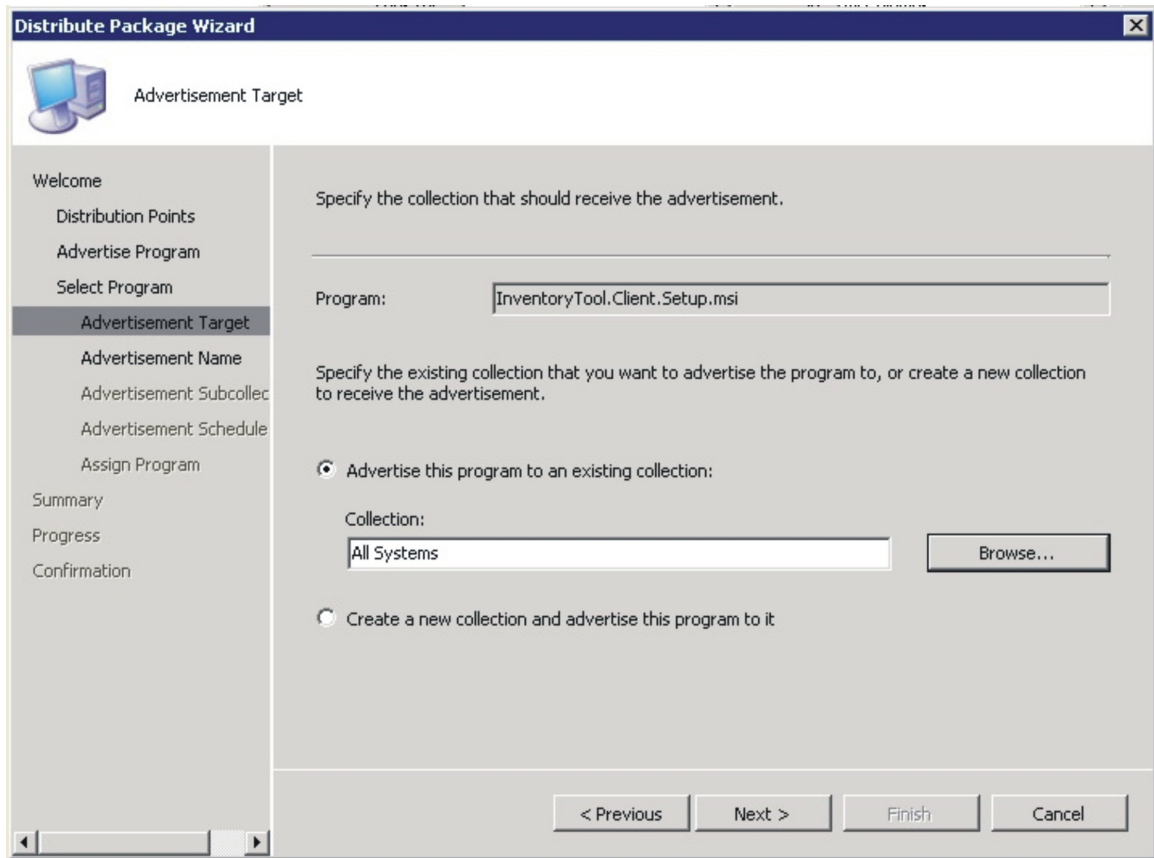 Distribute Package Wizard
Advertisement Target
Welcome
Distribution Points
Advertise Program
Select Program
Advertisement Target
Advertisement Name
Advertisement Subcollec
Advertisement Schedule
Assign Program
Summary
Progress
Confirmation
Specify the collection that should receive the advertisement.
Program:
InventoryTool.Client.Setup.msi
Specify the existing collection that you want to advertise the program to, or create a new collection
to receive the advertisement.
Advertise this program to an existing collection:
Collection:
All Systems
Browse...
Create a new collection and advertise this program to it
< Previous
Next >
Finish
Cancel